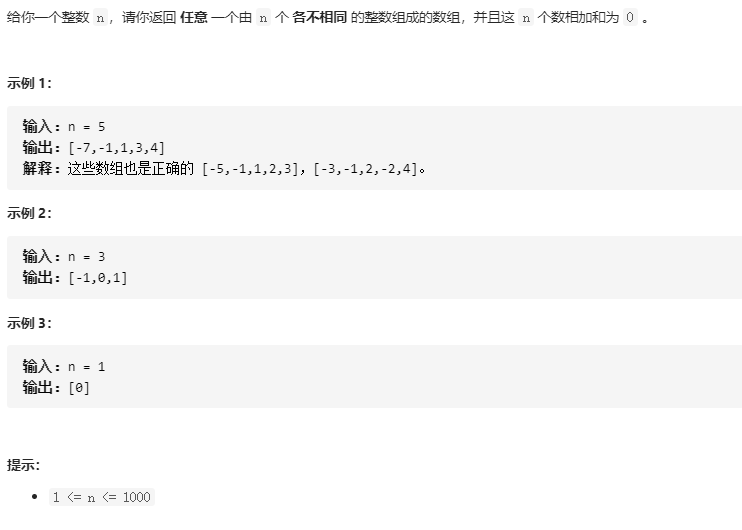 给你一个整数 n，请你返回 任意 一个由 n 个 各不相同 的整数组成的数组，并且这 n 个数相加和为 0 。
示例 1：
输入：n = 5
输出：[-7,-1,1,3,4]
解释：这些数组也是正确的 [-5,-1,1,2,3]，[-3,-1,2,-2,4]。
示例 2：
输入：n = 3
输出：[-1,0,1]
示例 3：
输入：n = 1
输出：[0]
提示：
• 1 <= n <= 1000